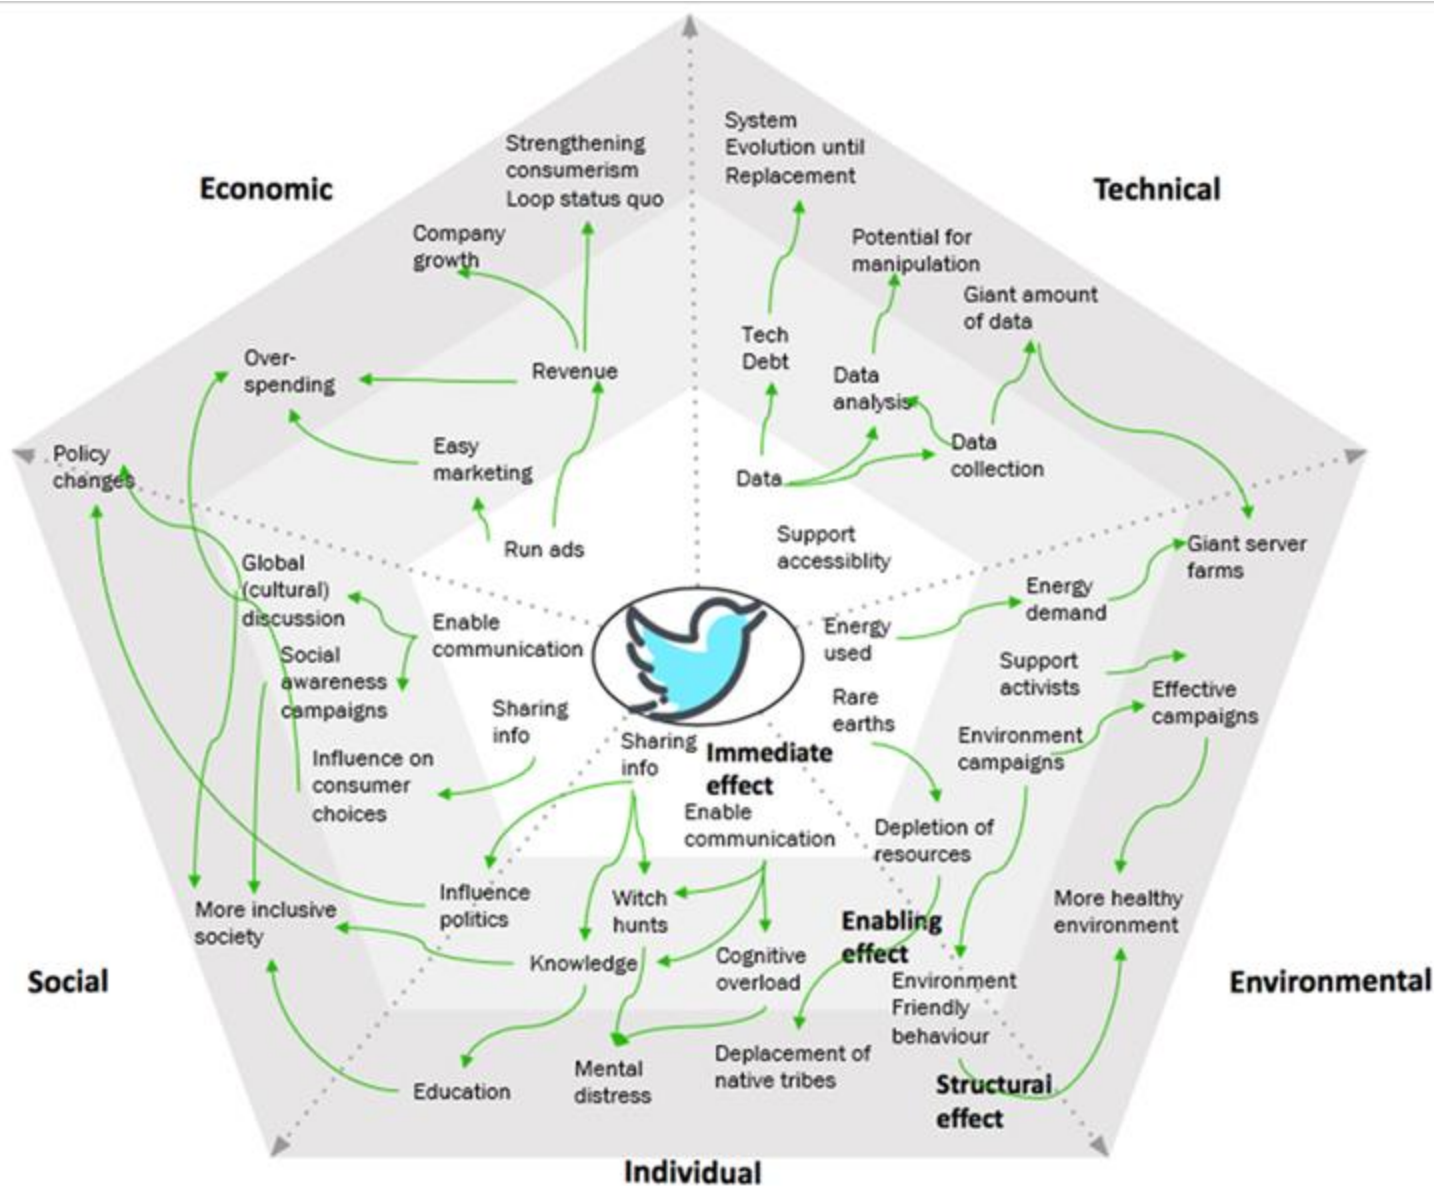 Economic
Technical
Strengthening
consumerism
Loop status quo
Company
growth
Over-
spending
Revenue
Easy
marketing
Run ads
System
Evolution until
Replacement
Potential for
manipulation
Giant amount
of data
Tech
Debt
Data
analysis
Data
Data
collection
Support
accessiblity
Policy
changes
Global
(cultural)
discussion
Enable
communication
Social
awareness
campaigns
Sharing
info
Influence on
consumer
choices
More inclusive
society
Social
Energy
used
Energy
demand
Giant server
farms
Support
activists
Effective
campaigns
Rare
earths
Environment
campaigns
Depletion of
resources
More healthy
environment
Environmental
Sharing
info
Immediate
effect
Enable
communication
Influence
politics
Witch
hunts
Knowledge
Cognitive
overload
Enabling
effect
Environment
Friendly
behaviour
Education
Mental
distress
Deplacement of
native tribes
Structural
effect
Individual